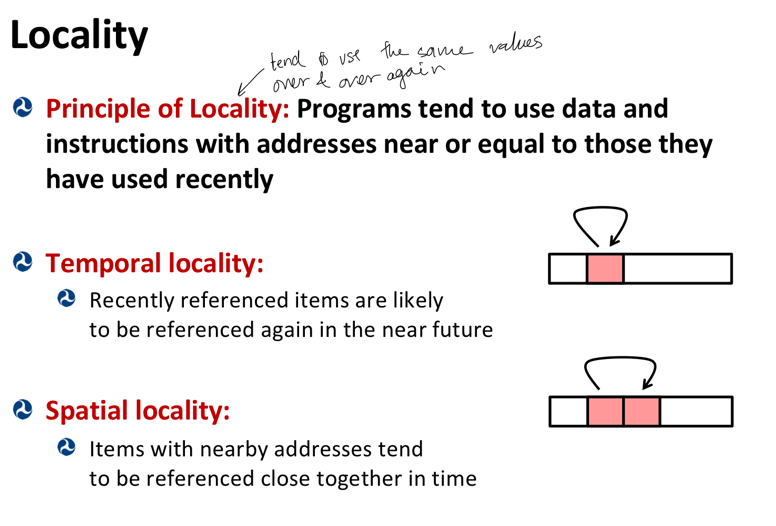 Locality
tend to use the same values
over & over again
Principle of Locality: Programs tend to use data and
instructions with addresses near or equal to those they
have used recently
Temporal locality:
Recently referenced items are likely
to be referenced again in the near future
Spatial locality:
Items with nearby addresses tend
to be referenced close together in time